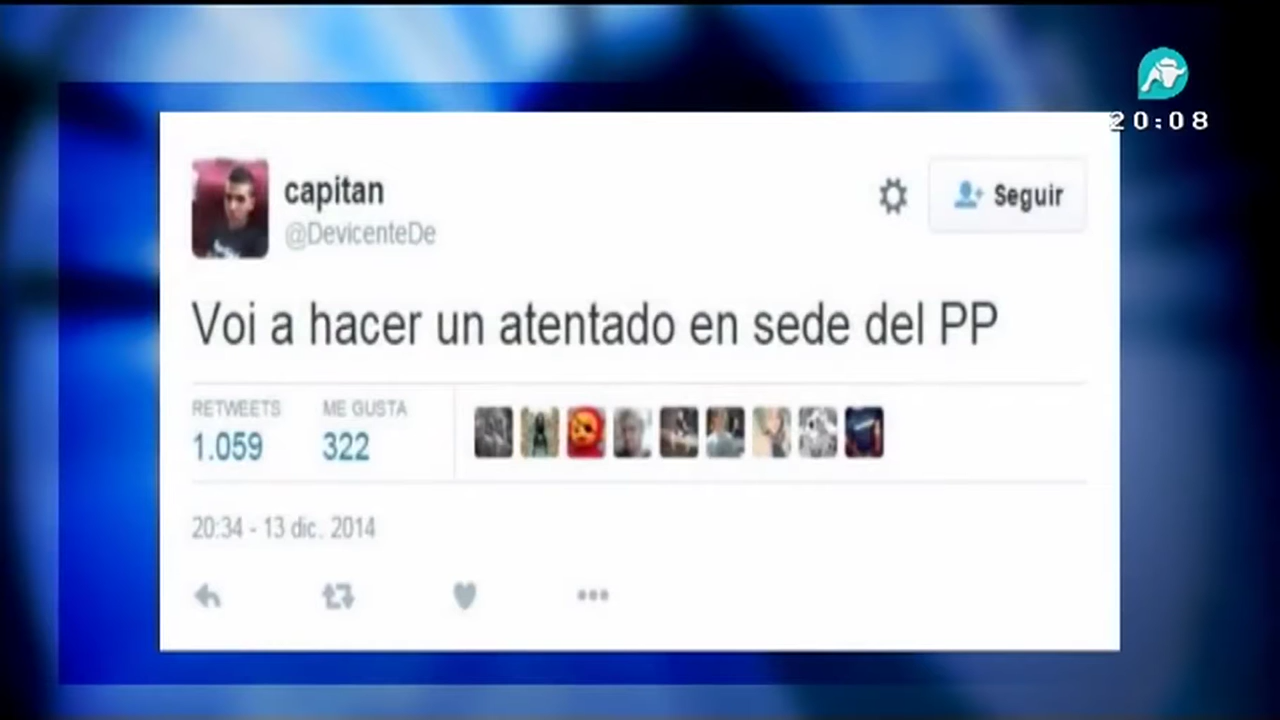 20:08
capitan
@DevicenteDe
Seguir
Voi a hacer un atentado en sede del PP
RETWEETS
ME GUSTA
1.059
322
20:34 - 13 dic. 2014